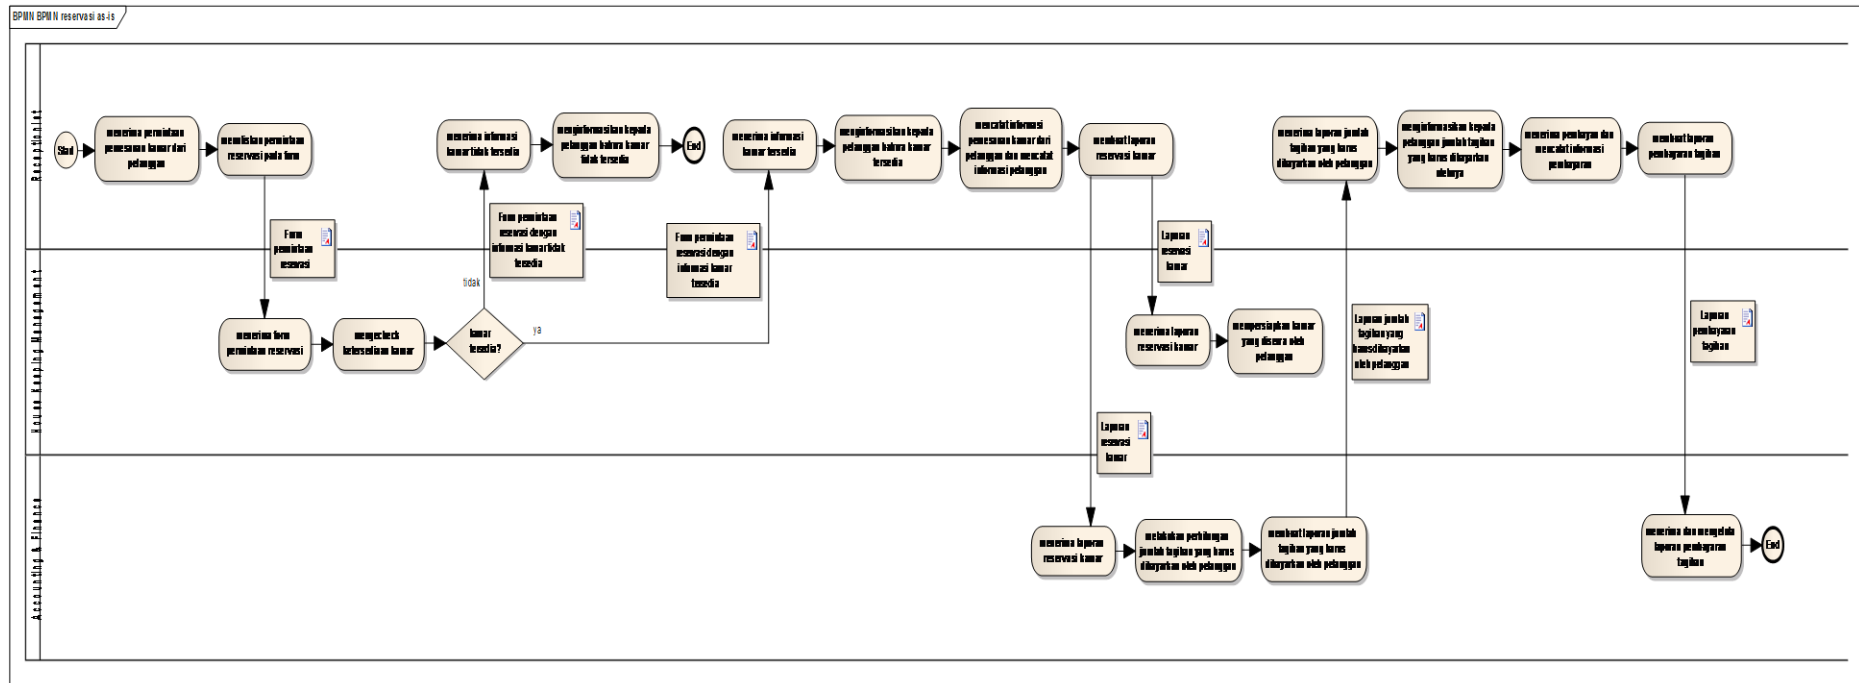 BPMN BPMN reservasi as-is
Receptionist
Start
menerima permintaan
pemesanan kamar dari
pelanggan
menuliskan permintaan
reservasi pada form
menerima informasi
kamar tidak tersedia
menginformasikan kepada
pelanggan bahwa kamar
tidak tersedia
End
menerima informasi
kamar tersedia
menginformasikan kepada
pelanggan bahwa kamar
tersedia
mencatat informasi
pemesanan kamar dari
pelanggan dan mencatat
informasi pelanggan
membuat laporan
reservasi kamar
menerima laporan jumlah
tagihan yang harus
dibayarkan oleh pelanggan
menginformasikan kepada
pelanggan jumlah tagihan
yang harus dibayarkan
olehnya
menerima pembayan dan
mencatat informasi
pembayaran
membuat laporan
pembayaran tagihan
Form
permintaan
reservasi
Form permintaan
reservasi dengan
informasi kamar tidak
tersedia
Form permintaan
reservasi dengan
informasi kamar
tersedia
Laporan
reservasi
kamar
Housekeeping Management
menerima form
permintaan reservasi
mengecheck
ketersediaan kamar
kamar
tersedia?
tidak
ya
menerima laporan
reservasi kamar
mempersiapkan kamar
yang disewa oleh
pelanggan
Laporan jumlah
tagihan yang
harusdibayarkan
oleh pelanggan
Laporan
pembayaran
tagihan
Laporan
reservasi
kamar
Accounting & Finance
menerima laporan
reservasi kamar
melakukan perhitungan
jumlah tagihan yang harus
dibayarkan oleh pelanggan
membuat laporan jumlah
tagihan yang harus
dibayarkan oleh pelanggan
menerima dan mengelola
laporan pembayaran
tagihan
End